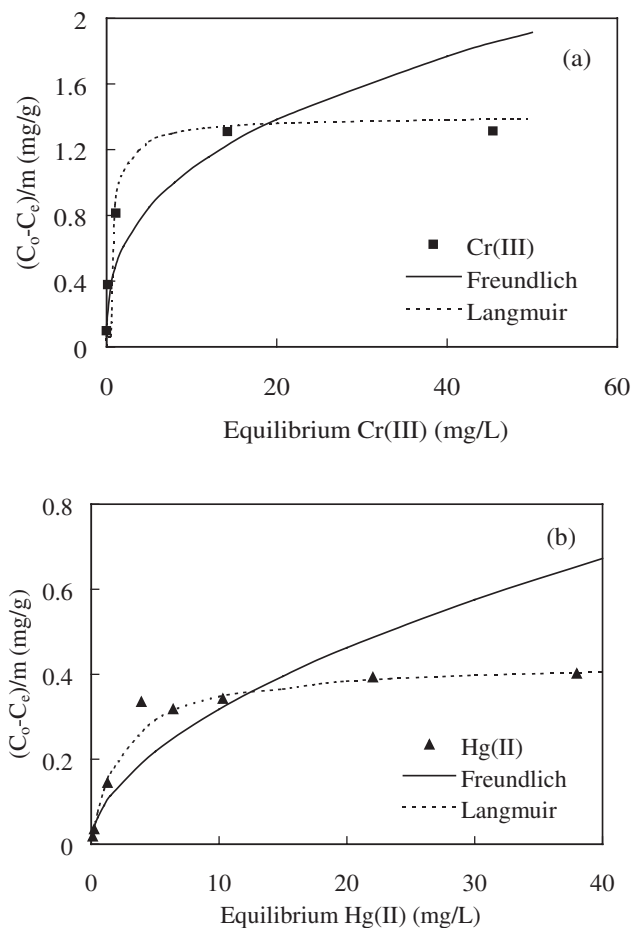 (a)
2
1.6
1.2
0.8
0.4
0
(Cₒ-Cₑ)/m (mg/g)
Cr(III)
Freundlich
Langmuir
0 20 40 60
Equilibrium Cr(III) (mg/L)
(b)
0.8
0.6
0.4
0.2
0
(Cₒ-Cₑ)/m (mg/g)
Hg(II)
Freundlich
Langmuir
0 10 20 30 40
Equilibrium Hg(II) (mg/L)